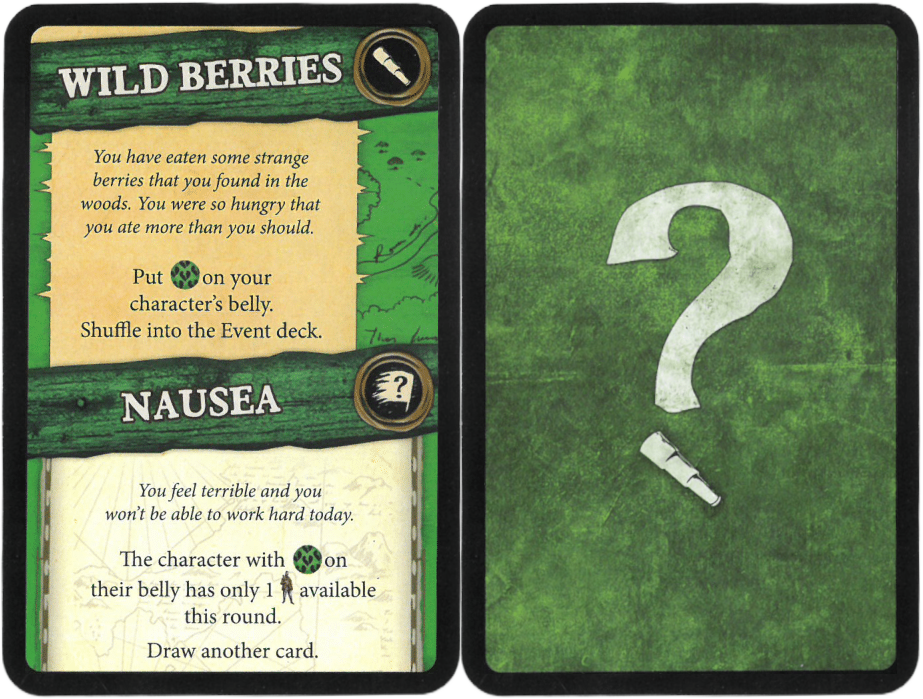 WILD BERRIES
You have eaten some strange
berries that you found in the
woods. You were so hungry that
you ate more than you should.
Put on your
character's belly.
Shuffle into the Event deck.
NAUSEA
?
You feel terrible and you
won't be able to work hard today.
The character with on
their belly has only 1 available
this round.
Draw another card.
?